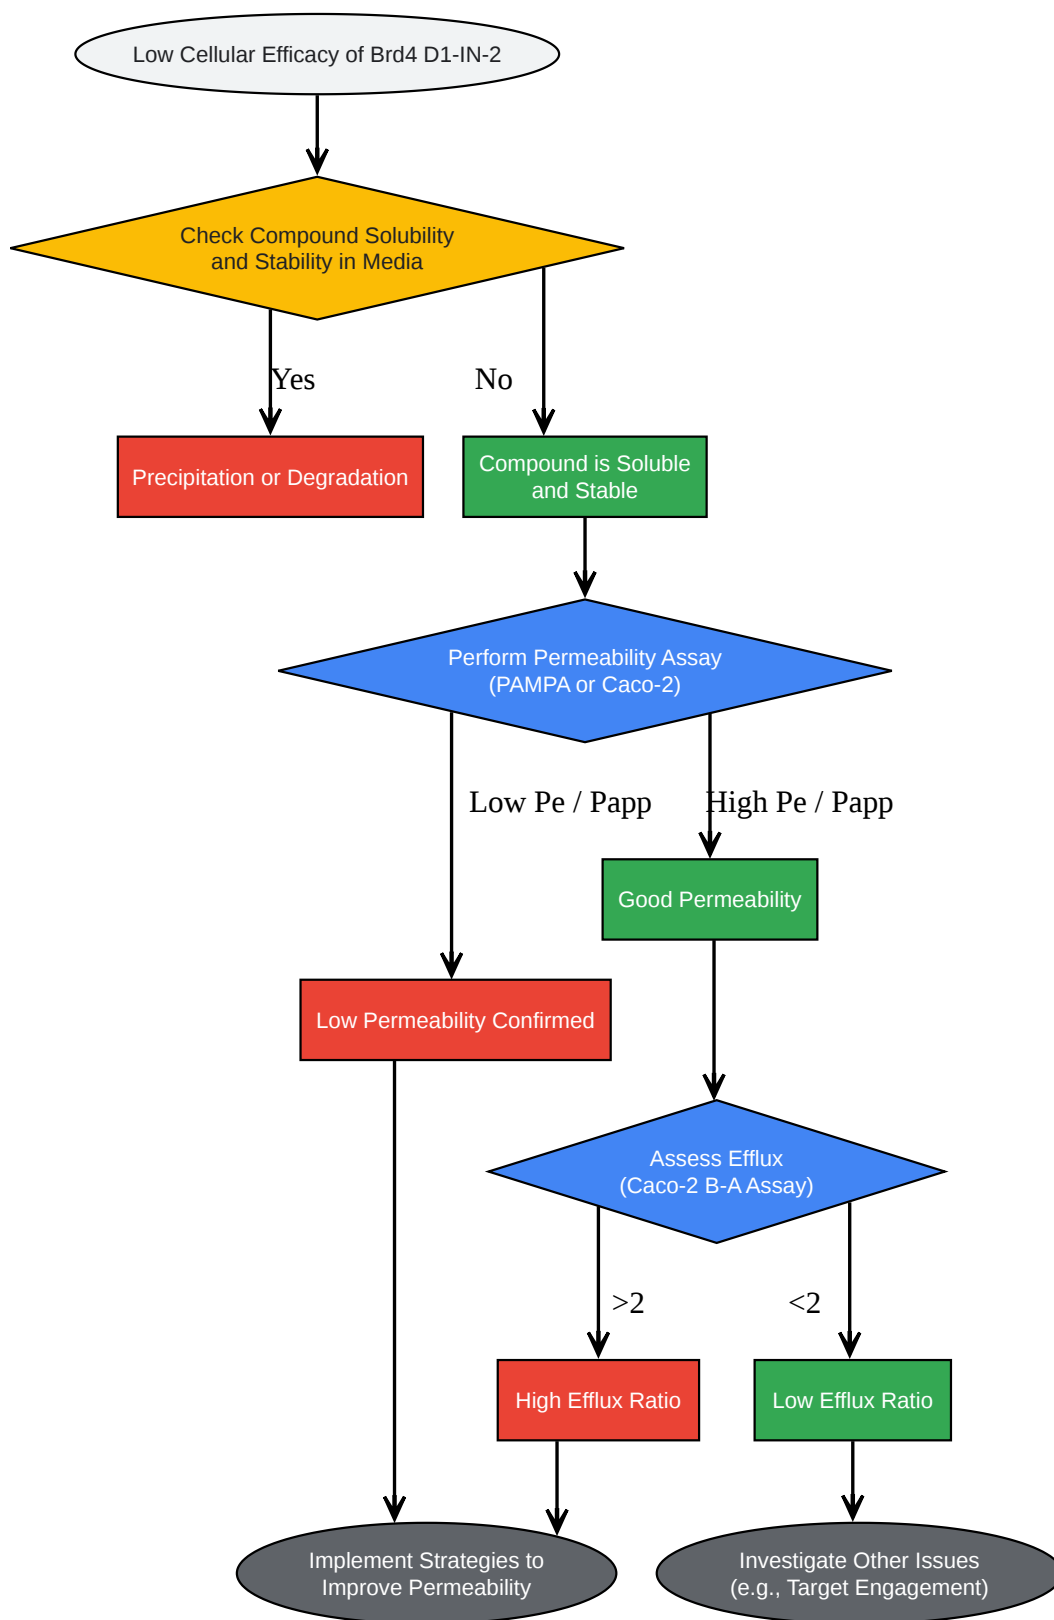 Low Cellular Efficacy of Brd4 D1-IN-2
Check Compound Solubility
and Stability in Media
Yes
No
Precipitation or Degradation
Compound is Soluble
and Stable
Perform Permeability Assay
(PAMPA or Caco-2)
Low Pe / Papp
High Pe / Papp
Good Permeability
Low Permeability Confirmed
Assess Efflux
(Caco-2 B-A Assay)
>2
<2
High Efflux Ratio
Low Efflux Ratio
Implement Strategies to
Improve Permeability
Investigate Other Issues
(e.g., Target Engagement)